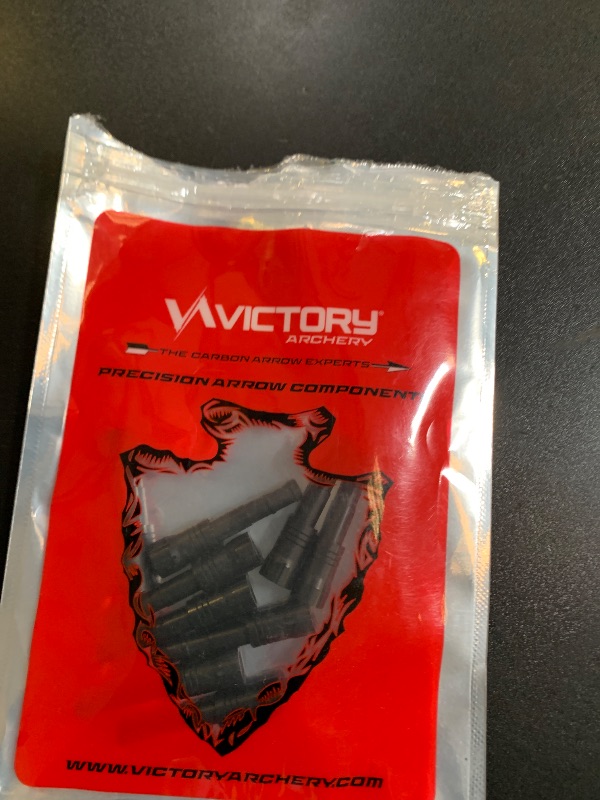 VICTORY®
ARCHERY
THE CARBON ARROW EXPERTS
PRECISION ARROW COMPONENT
WWW.VICTORYARCHERY.COM